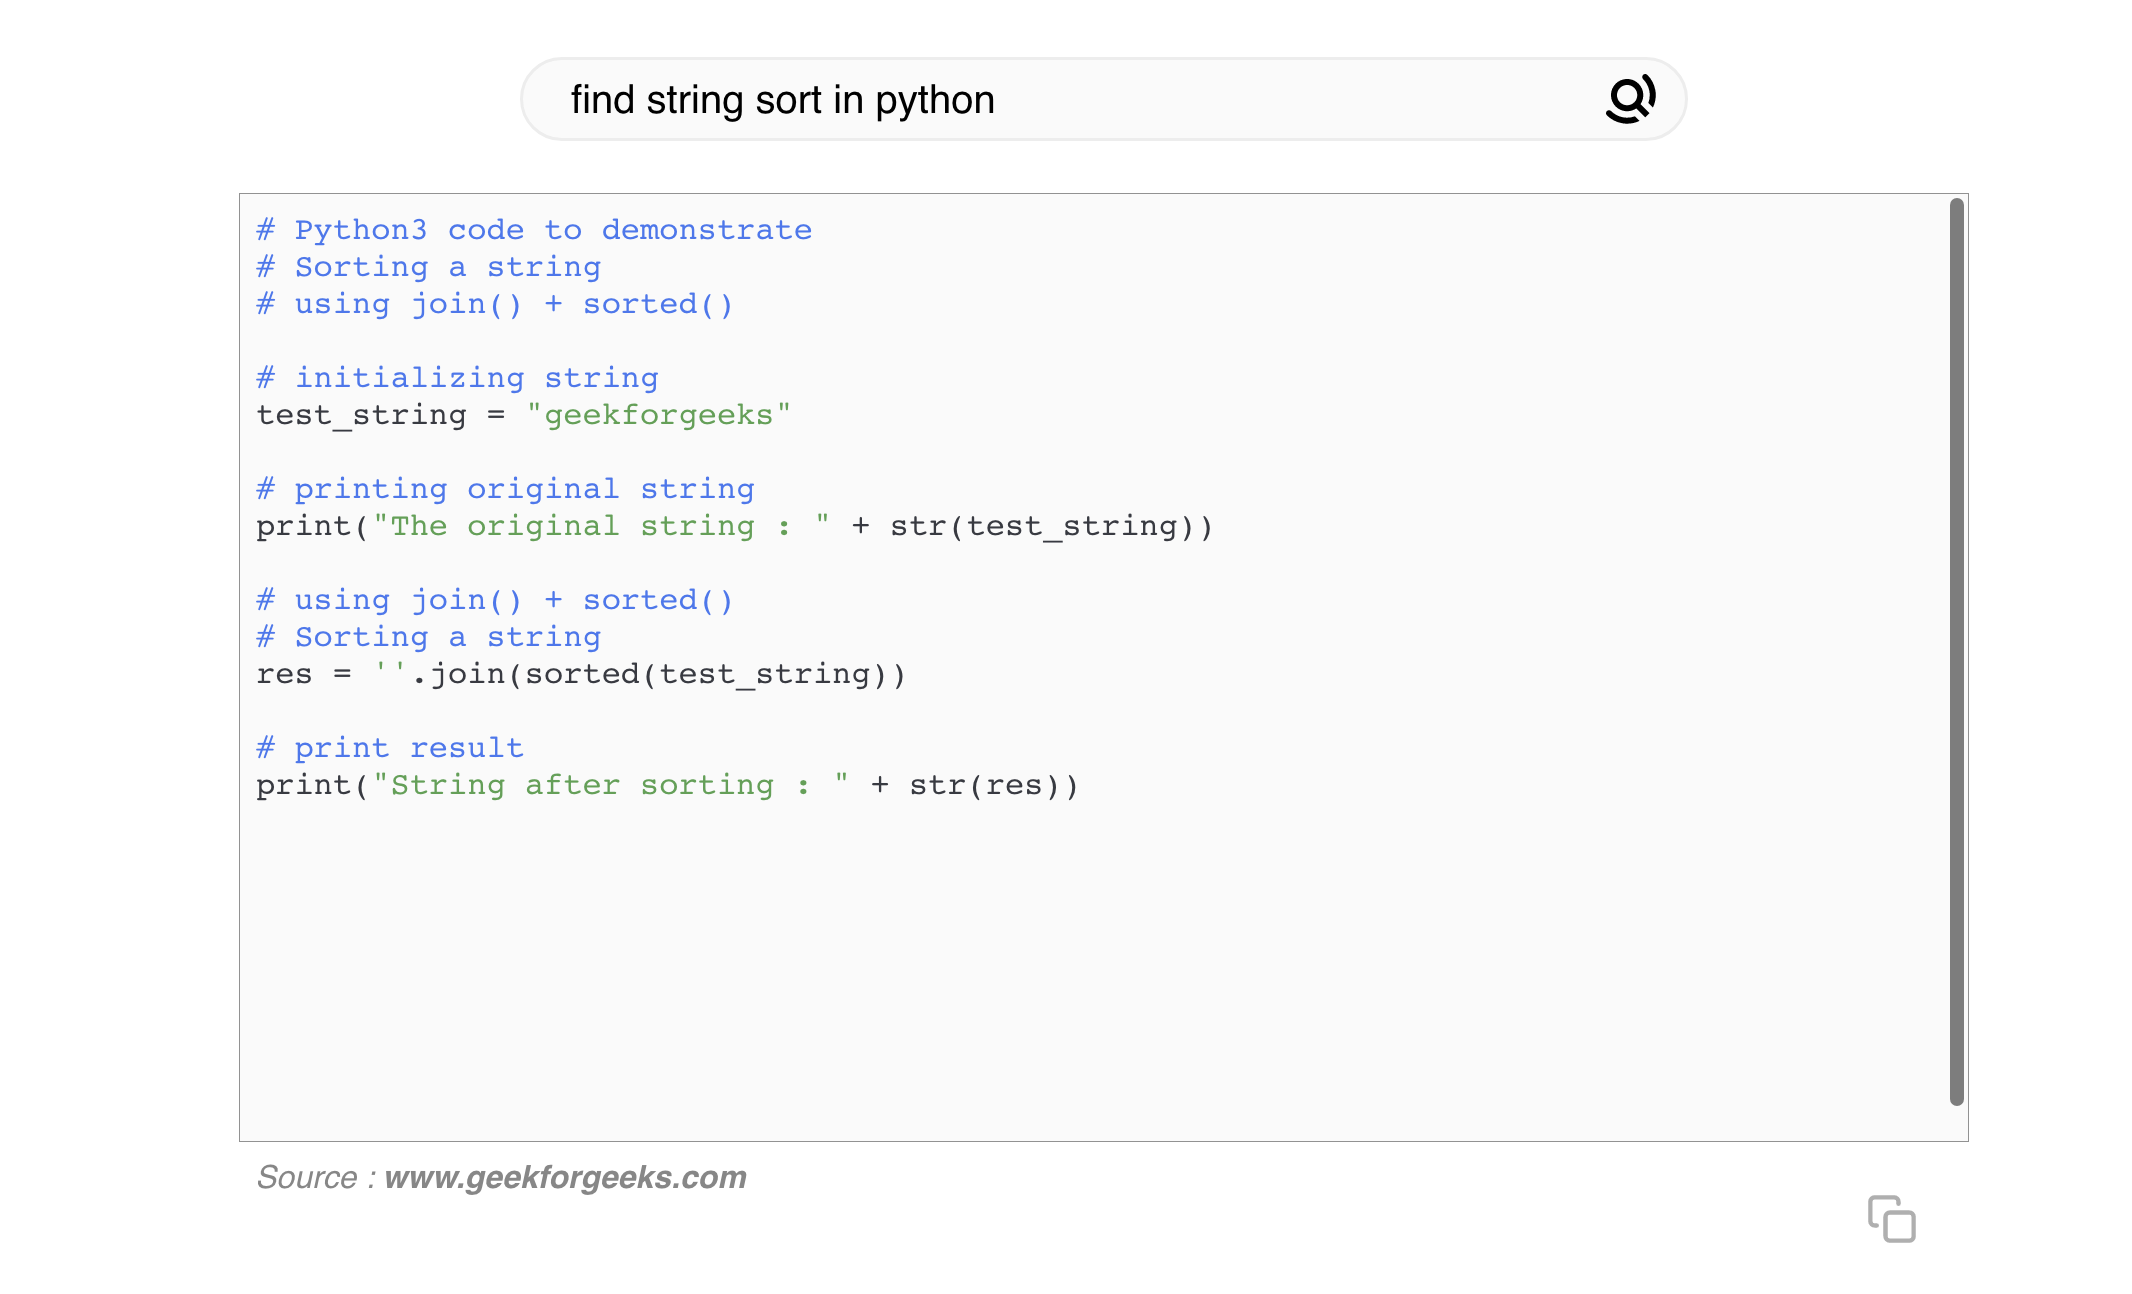 find string sort in python
# Python3 code to demonstrate
# Sorting a string
# using join() + sorted()
# initializing string
test_string = "geekforgeeks"
# printing original string
print("The original string : " + str(test_string))
# using join() + sorted()
# Sorting a string
res = ''.join(sorted(test_string))
# print result
print("String after sorting : " + str(res))
Source : www.geekforgeeks.com